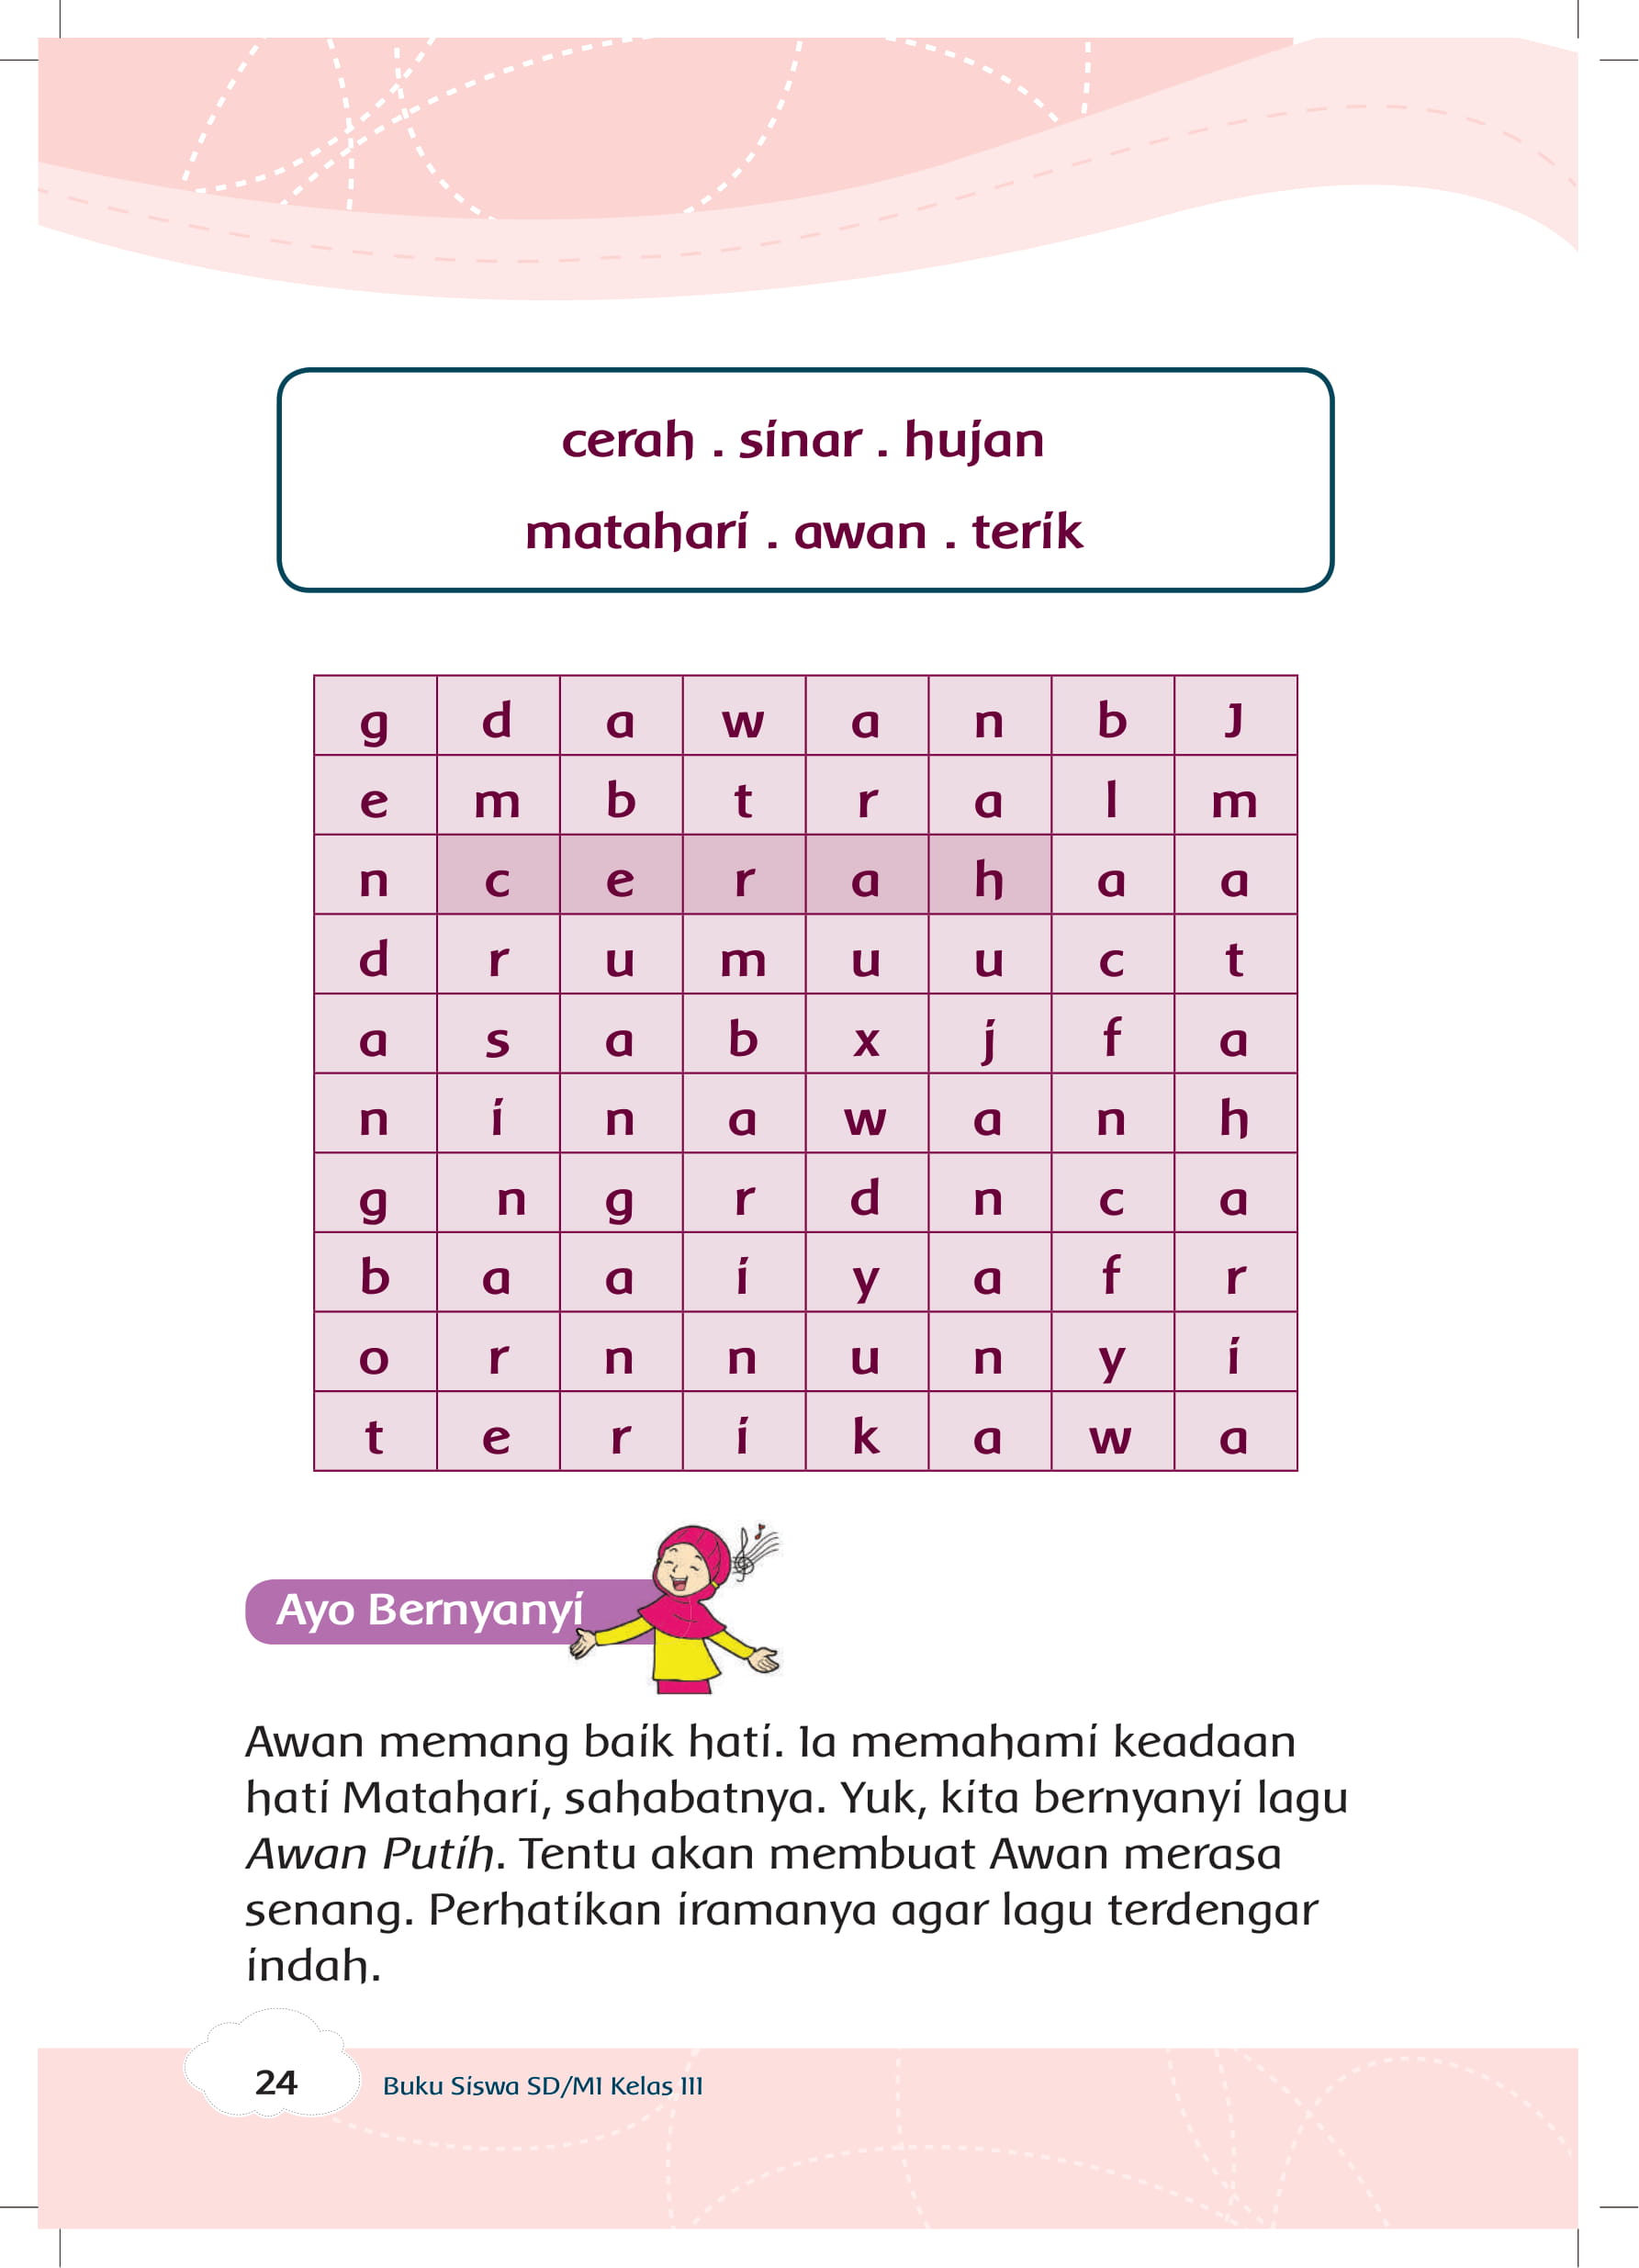 cerah . sinar . hujan
matahari . awan . terik
g d a w a n b J
e m b t r a l m
n c e r a h a a
d r u m u u c t
a s a b x j f a
n i n a w a n h
g n g r d n c a
b a a i y a f r
o r n n u n y i
t e r i k a w a
Ayo Bernyanyi
Awan memang baik hati. Ia memahami keadaan
hati Matahari, sahabatnya. Yuk, kita bernyanyi lagu
Awan Putih. Tentu akan membuat Awan merasa
senang. Perhatikan iramanya agar lagu terdengar
indah.
24
Buku Siswa SD/MI Kelas III